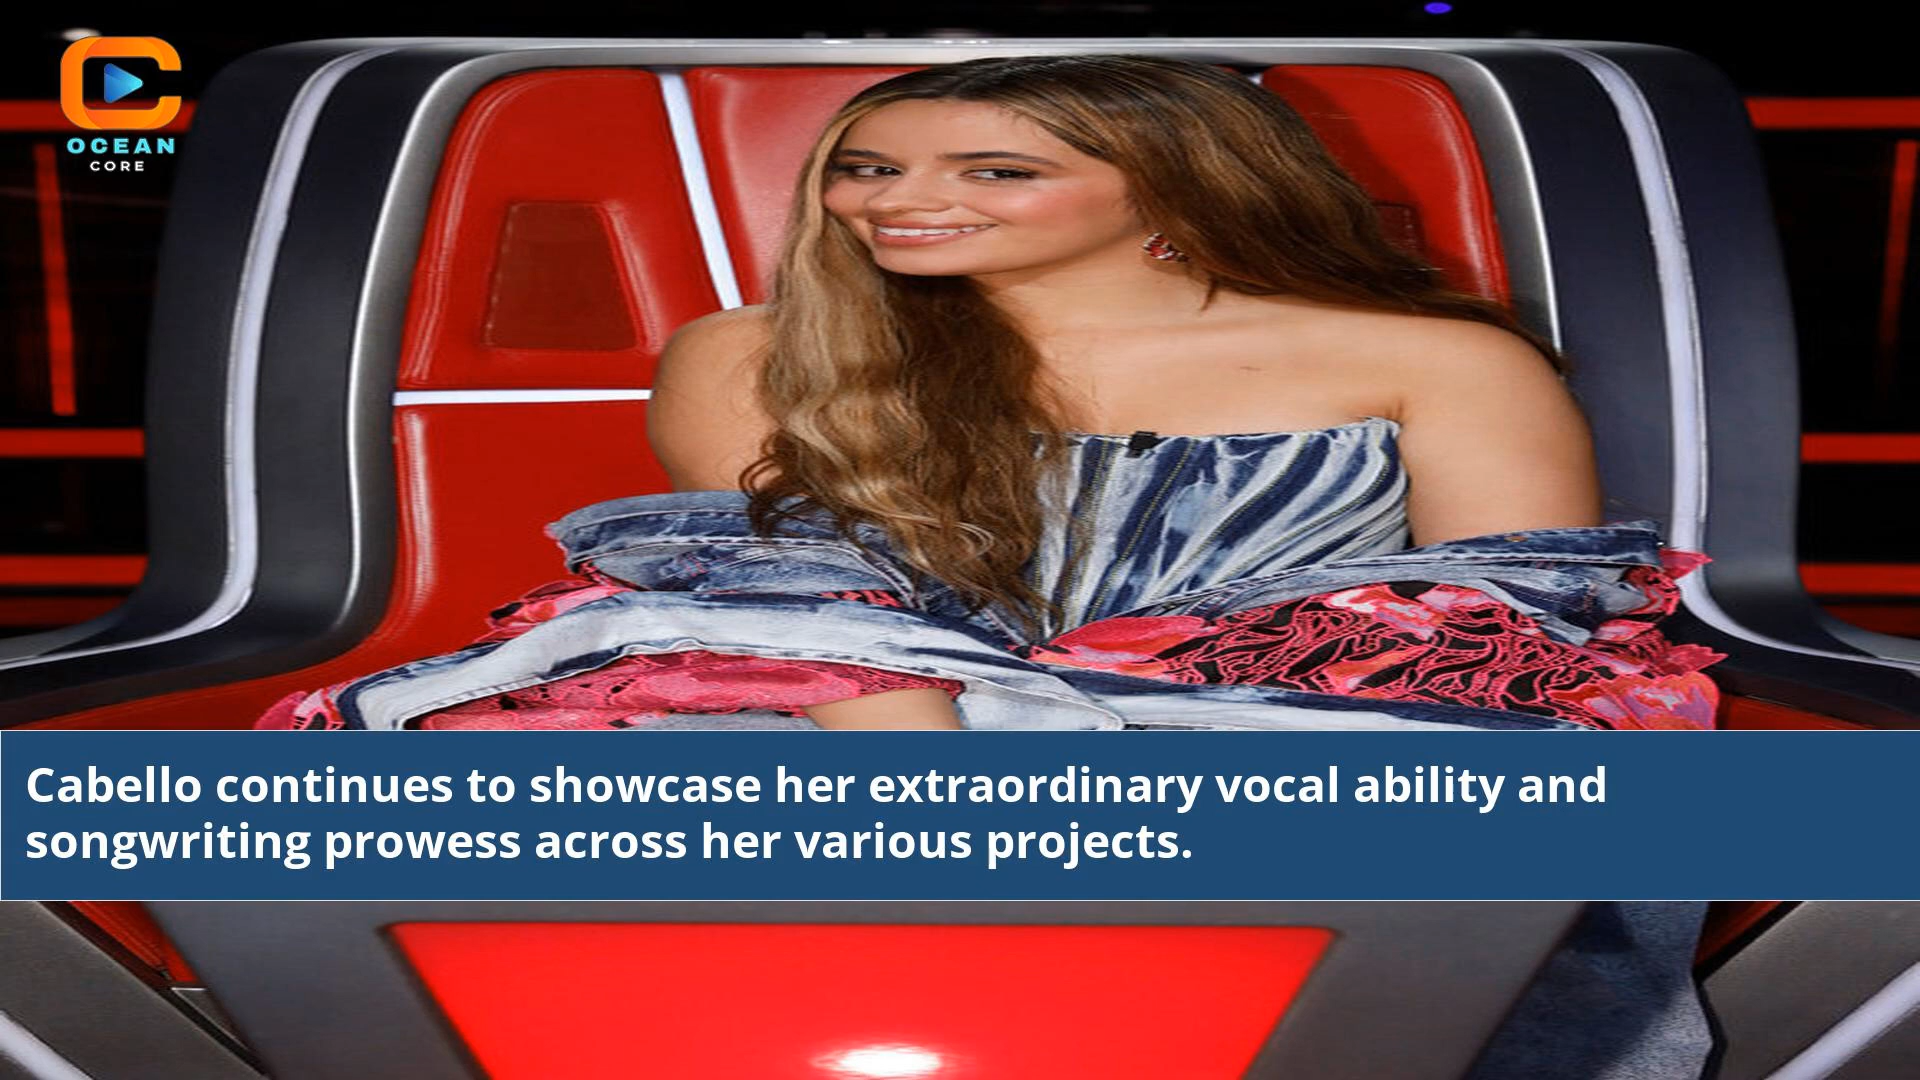 OCEAN
CORE
Cabello continues to showcase her extraordinary vocal ability and
songwriting prowess across her various projects.